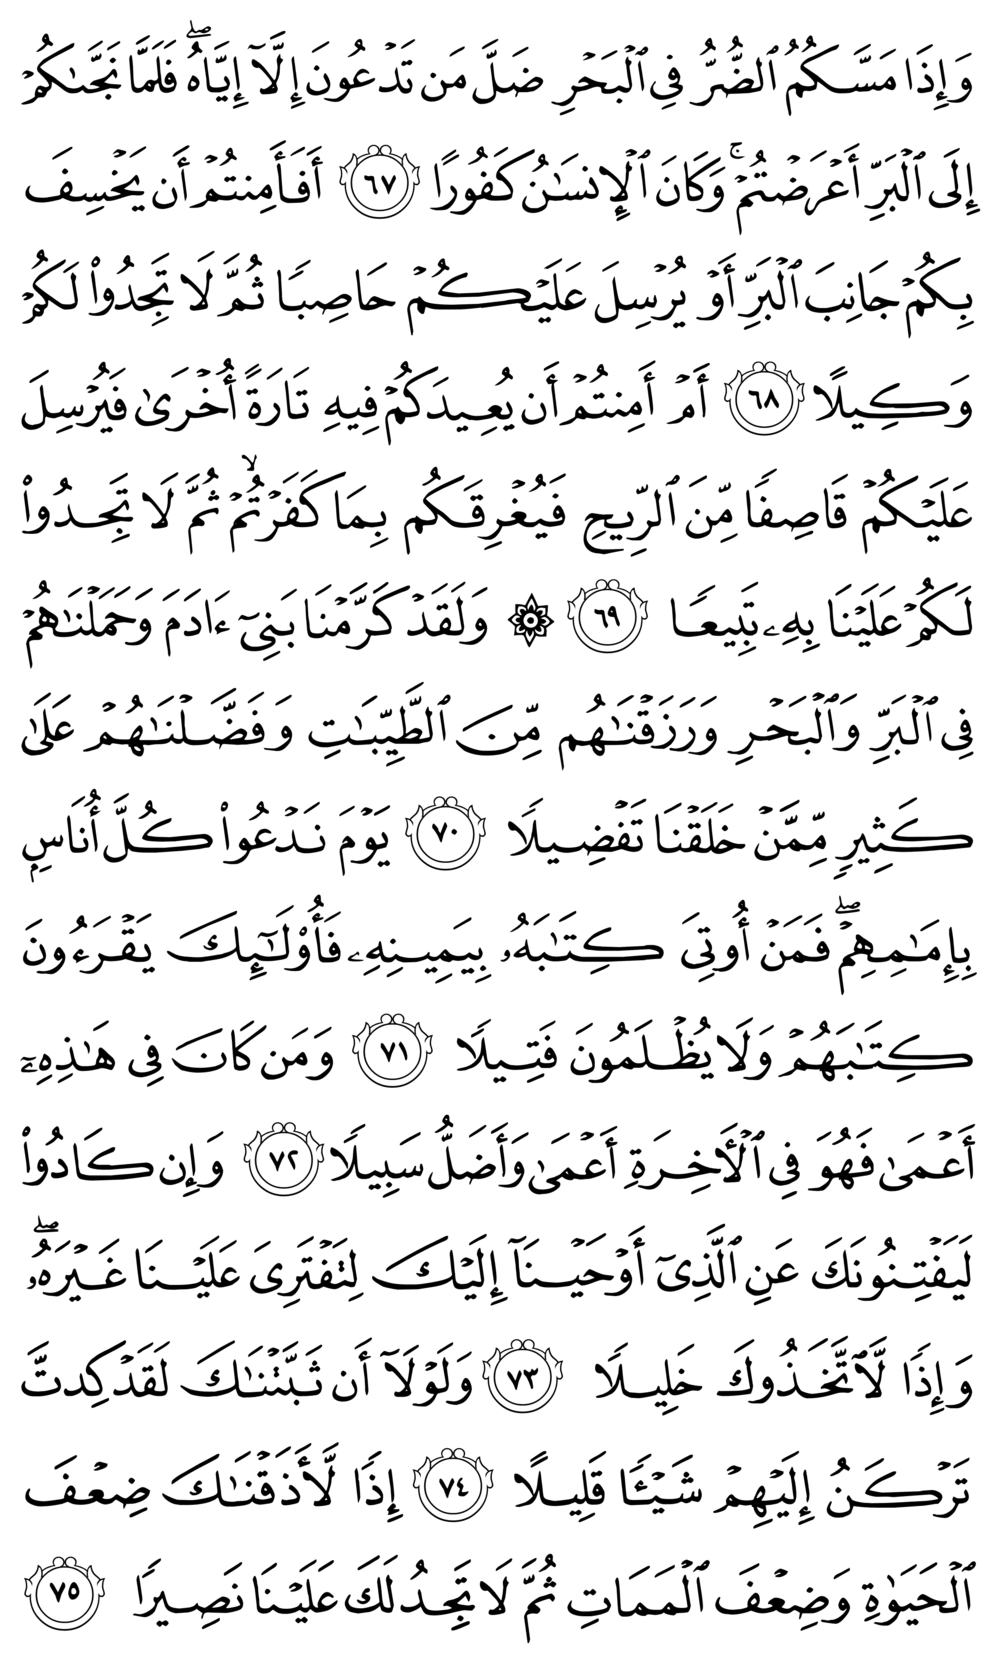 وَإِذَا مَسَّكُمُ ٱلضُّرُّ فِى ٱلْبَحْرِ ضَلَّ مَن تَدْعُونَ إِلَّآ إِيَّاهُ ۖ فَلَمَّا نَجَّىٰكُمْ
إِلَى ٱلْبَرِّ أَعْرَضْتُمْ ۚ وَكَانَ ٱلْإِنسَٰنُ كَفُورًا ٦٧ أَفَأَمِنتُمْ أَن يَخْسِفَ
بِكُمْ جَانِبَ ٱلْبَرِّ أَوْ يُرْسِلَ عَلَيْكُمْ حَاصِبًا ثُمَّ لَا تَجِدُوا۟ لَكُمْ
وَكِيلًا ٦٨ أَمْ أَمِنتُمْ أَن يُعِيدَكُمْ فِيهِ تَارَةً أُخْرَىٰ فَيُرْسِلَ
عَلَيْكُمْ قَاصِفًا مِّنَ ٱلرِّيحِ فَيُغْرِقَكُم بِمَا كَفَرْتُمْ ۙ ثُمَّ لَا تَجِدُوا۟
لَكُمْ عَلَيْنَا بِهِۦ تَبِيعًا ٦٩ ۞ وَلَقَدْ كَرَّمْنَا بَنِىٓ ءَادَمَ وَحَمَلْنَٰهُمْ
فِى ٱلْبَرِّ وَٱلْبَحْرِ وَرَزَقْنَٰهُم مِّنَ ٱلطَّيِّبَٰتِ وَفَضَّلْنَٰهُمْ عَلَىٰ
كَثِيرٍ مِّمَّنْ خَلَقْنَا تَفْضِيلًا ٧٠ يَوْمَ نَدْعُوا۟ كُلَّ أُنَاسٍۭ
بِإِمَٰمِهِمْ ۖ فَمَنْ أُوتِىَ كِتَٰبَهُۥ بِيَمِينِهِۦ فَأُو۟لَٰٓئِكَ يَقْرَءُونَ
كِتَٰبَهُمْ وَلَا يُظْلَمُونَ فَتِيلًا ٧١ وَمَن كَانَ فِى هَٰذِهِۦٓ
أَعْمَىٰ فَهُوَ فِى ٱلْأَخِرَةِ أَعْمَىٰ وَأَضَلُّ سَبِيلًا ٧٢ وَإِن كَادُوا۟
لَيَفْتِنُونَكَ عَنِ ٱلَّذِىٓ أَوْحَيْنَآ إِلَيْكَ لِتَفْتَرِىَ عَلَيْنَا غَيْرَهُۥ ۖ
وَإِذًا لَّٱتَّخَذُوكَ خَلِيلًا ٧٣ وَلَوْلَآ أَن ثَبَّتْنَٰكَ لَقَدْ كِدتَّ
تَرْكَنُ إِلَيْهِمْ شَيْـًٔا قَلِيلًا ٧٤ إِذًا لَّأَذَقْنَٰكَ ضِعْفَ
ٱلْحَيَوٰةِ وَضِعْفَ ٱلْمَمَاتِ ثُمَّ لَا تَجِدُ لَكَ عَلَيْنَا نَصِيرًا ٧٥